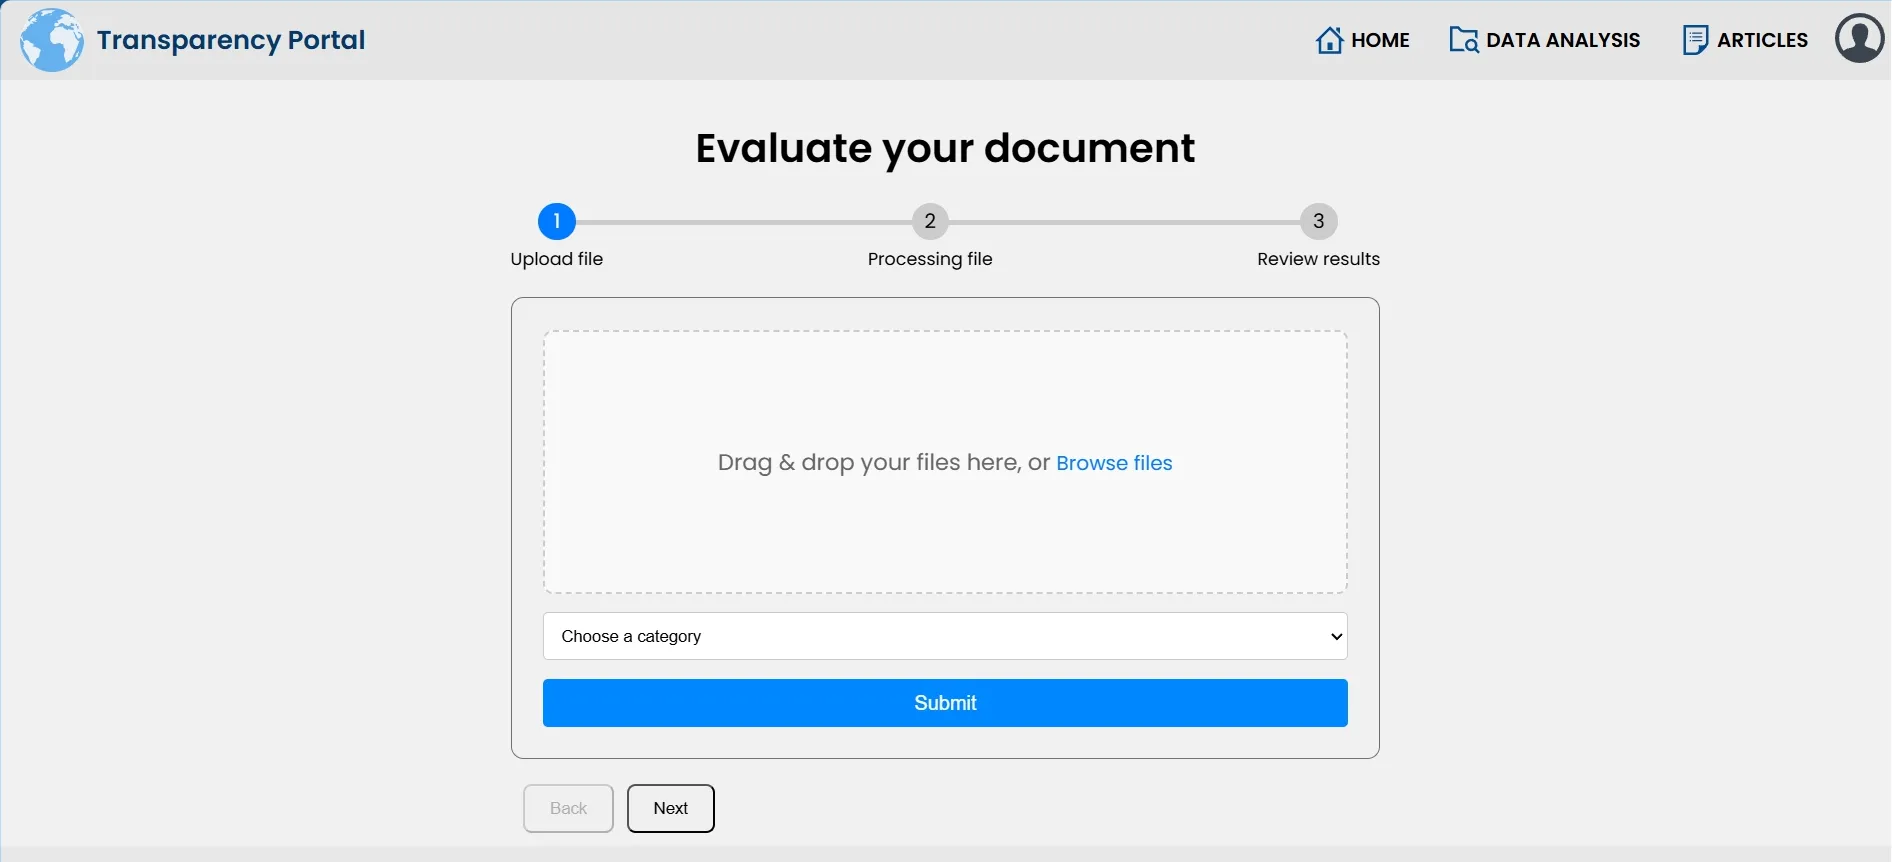 Transparency Portal
HOME
DATA ANALYSIS
ARTICLES
Evaluate your document
1
2
3
Upload file
Processing file
Review results
Drag & drop your files here, or Browse files
Choose a category
Submit
Back
Next